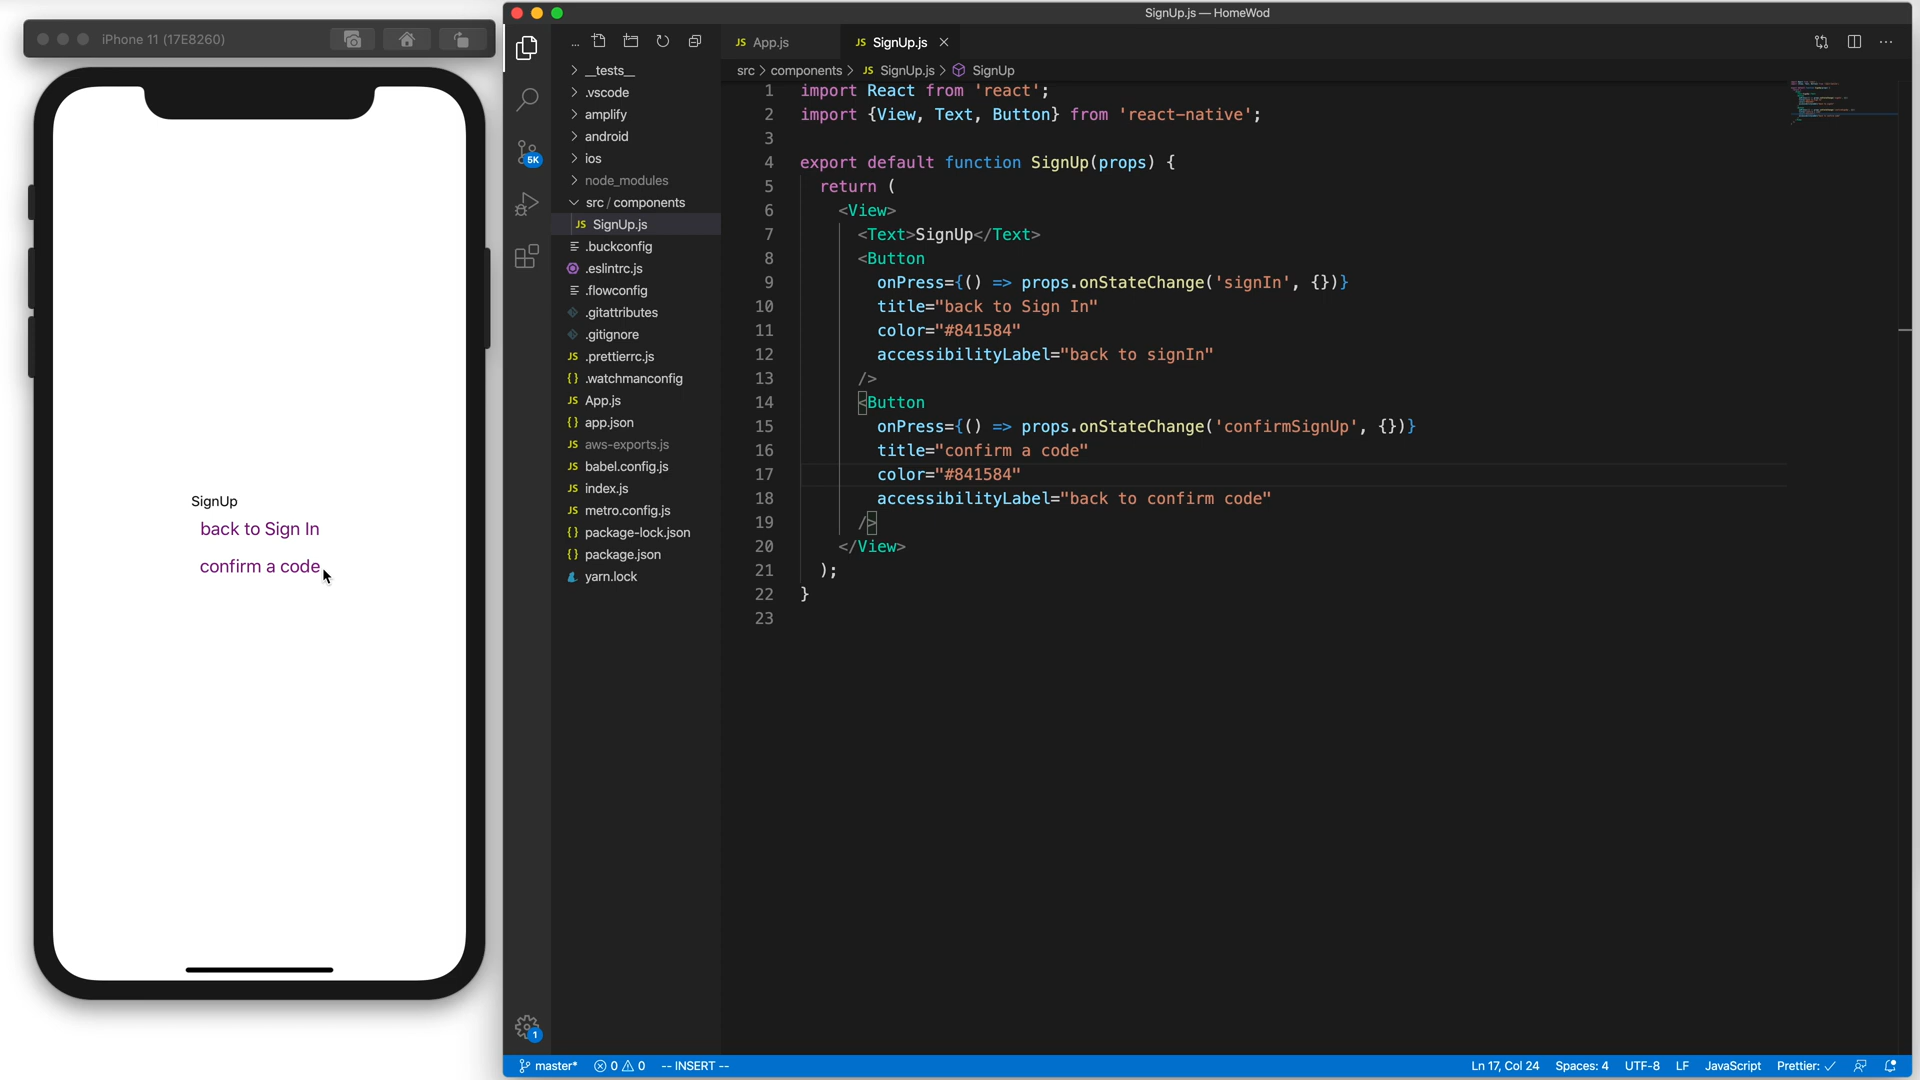 iPhone 11 (17E8260)
SignUp
back to Sign In
confirm a code
SignUp.js — HomeWod
...
__tests__
.vscode
amplify
android
ios
node_modules
src / components
JS SignUp.js
.buckconfig
.eslintrc.js
.flowconfig
.gitattributes
.gitignore
JS .prettierrc.js
{} .watchmanconfig
JS App.js
{} app.json
JS aws-exports.js
JS babel.config.js
JS index.js
JS metro.config.js
{} package-lock.json
{} package.json
yarn.lock
5K
1
JS App.js
JS SignUp.js
src > components > JS SignUp.js > SignUp
1 import React from 'react';
2 import {View, Text, Button} from 'react-native';
3
4 export default function SignUp(props) {
5 return (
6 <View>
7 <Text>SignUp</Text>
8 <Button
9 onPress={() => props.onStateChange('signIn', {})}
10 title="back to Sign In"
11 color="#841584"
12 accessibilityLabel="back to signIn"
13 />
14 <Button
15 onPress={() => props.onStateChange('confirmSignUp', {})}
16 title="confirm a code"
17 color="#841584"
18 accessibilityLabel="back to confirm code"
19 />
20 </View>
21 );
22 }
23
master* 0 0 -- INSERT -- Ln 17, Col 24 Spaces: 4 UTF-8 LF JavaScript Prettier: ✓